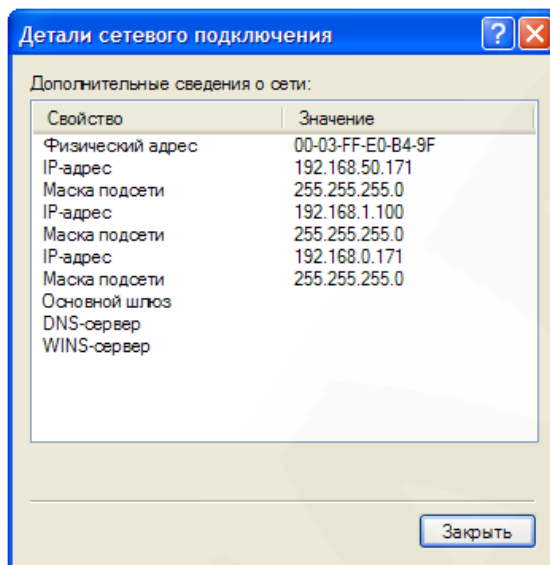 Детали сетевого подключения
Дополнительные сведения о сети:
Свойство Значение
Физический адрес 00-03-FF-E0-B4-9F
IP-адрес 192.168.50.171
Маска подсети 255.255.255.0
IP-адрес 192.168.1.100
Маска подсети 255.255.255.0
IP-адрес 192.168.0.171
Маска подсети 255.255.255.0
Основной шлюз
DNS-сервер
WINS-сервер
Закрыть